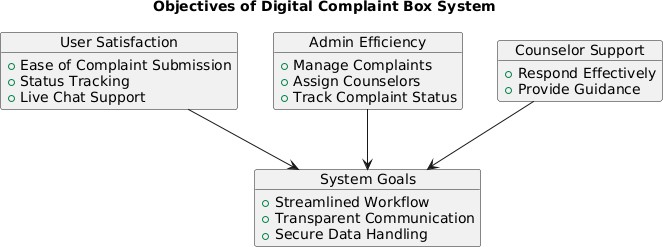 Objectives of Digital Complaint Box System
User Satisfaction
Ease of Complaint Submission
Status Tracking
Live Chat Support
Admin Efficiency
Manage Complaints
Assign Counselors
Track Complaint Status
Counselor Support
Respond Effectively
Provide Guidance
System Goals
Streamlined Workflow
Transparent Communication
Secure Data Handling